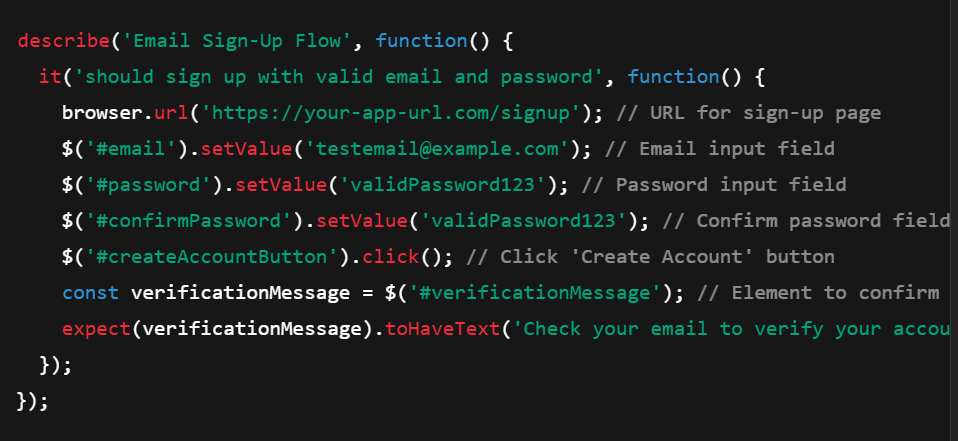 describe('Email Sign-Up Flow', function() {
it('should sign up with valid email and password', function() {
browser.url('https://your-app-url.com/signup'); // URL for sign-up page
$('#email').setValue('testemail@example.com'); // Email input field
$('#password').setValue('validPassword123'); // Password input field
$('#confirmPassword').setValue('validPassword123'); // Confirm password field
$('#createAccountButton').click(); // Click 'Create Account' button
const verificationMessage = $('#verificationMessage'); // Element to confirm
expect(verificationMessage).toHaveText('Check your email to verify your accou
});
});